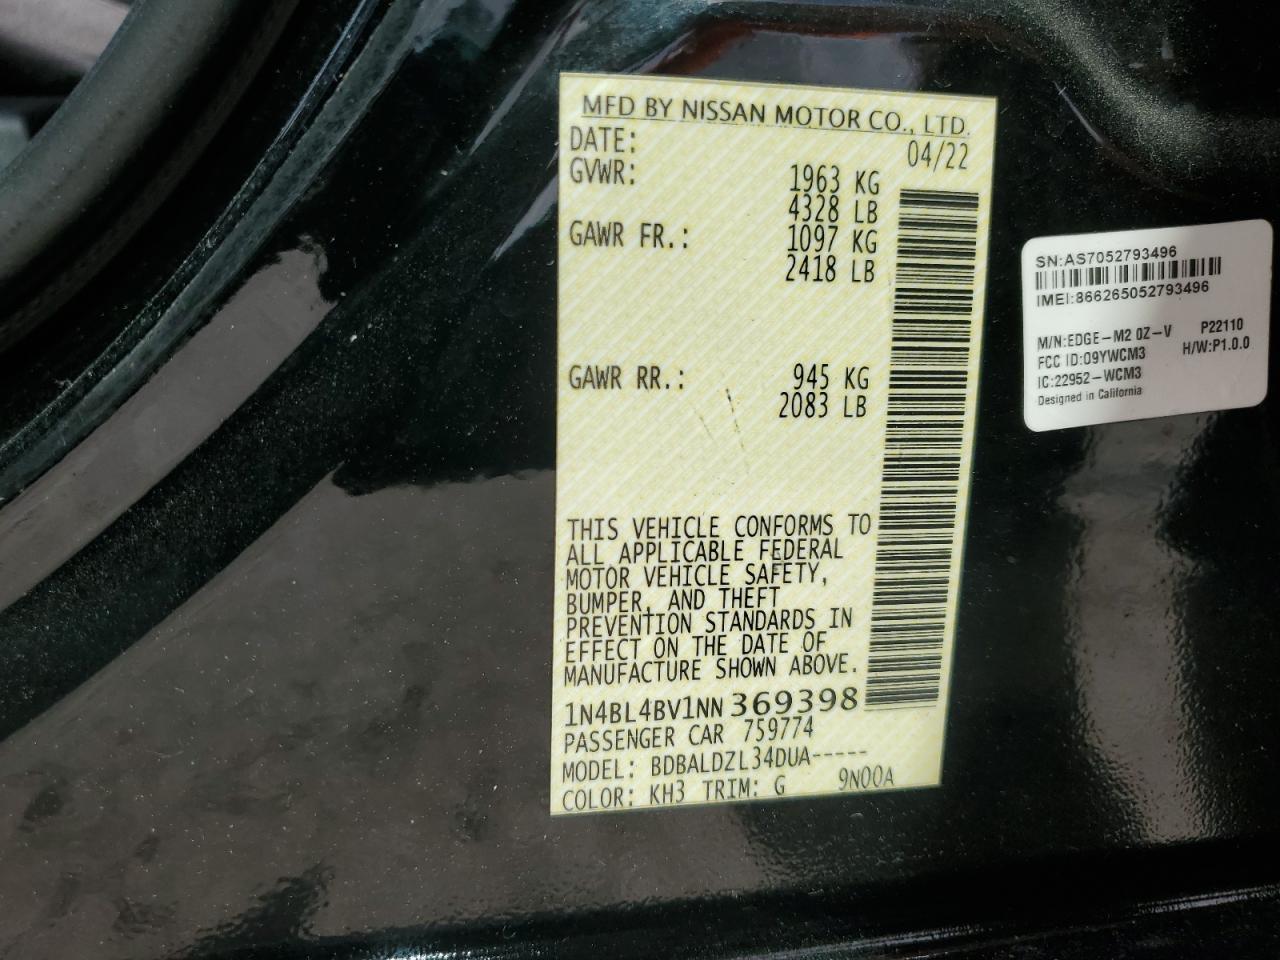 MFD BY NISSAN MOTOR CO., LTD.
DATE: 04/22
GVWR: 1963 KG
4328 LB
GAWR FR.: 1097 KG
2418 LB
GAWR RR.: 945 KG
2083 LB
THIS VEHICLE CONFORMS TO
ALL APPLICABLE FEDERAL
MOTOR VEHICLE SAFETY,
BUMPER, AND THEFT
PREVENTION STANDARDS IN
EFFECT ON THE DATE OF
MANUFACTURE SHOWN ABOVE.
1N4BL4BV1NN369398
PASSENGER CAR 759774
MODEL: BDBALDZL34DUA-----
COLOR: KH3 TRIM: G 9N00A
SN:AS7052793496
IMEI:866265052793496
M/N:EDGE-M2 0Z-V P22110
FCC ID:09YWCM3 H/W:P1.0.0
IC:22952-WCM3
Designed in California